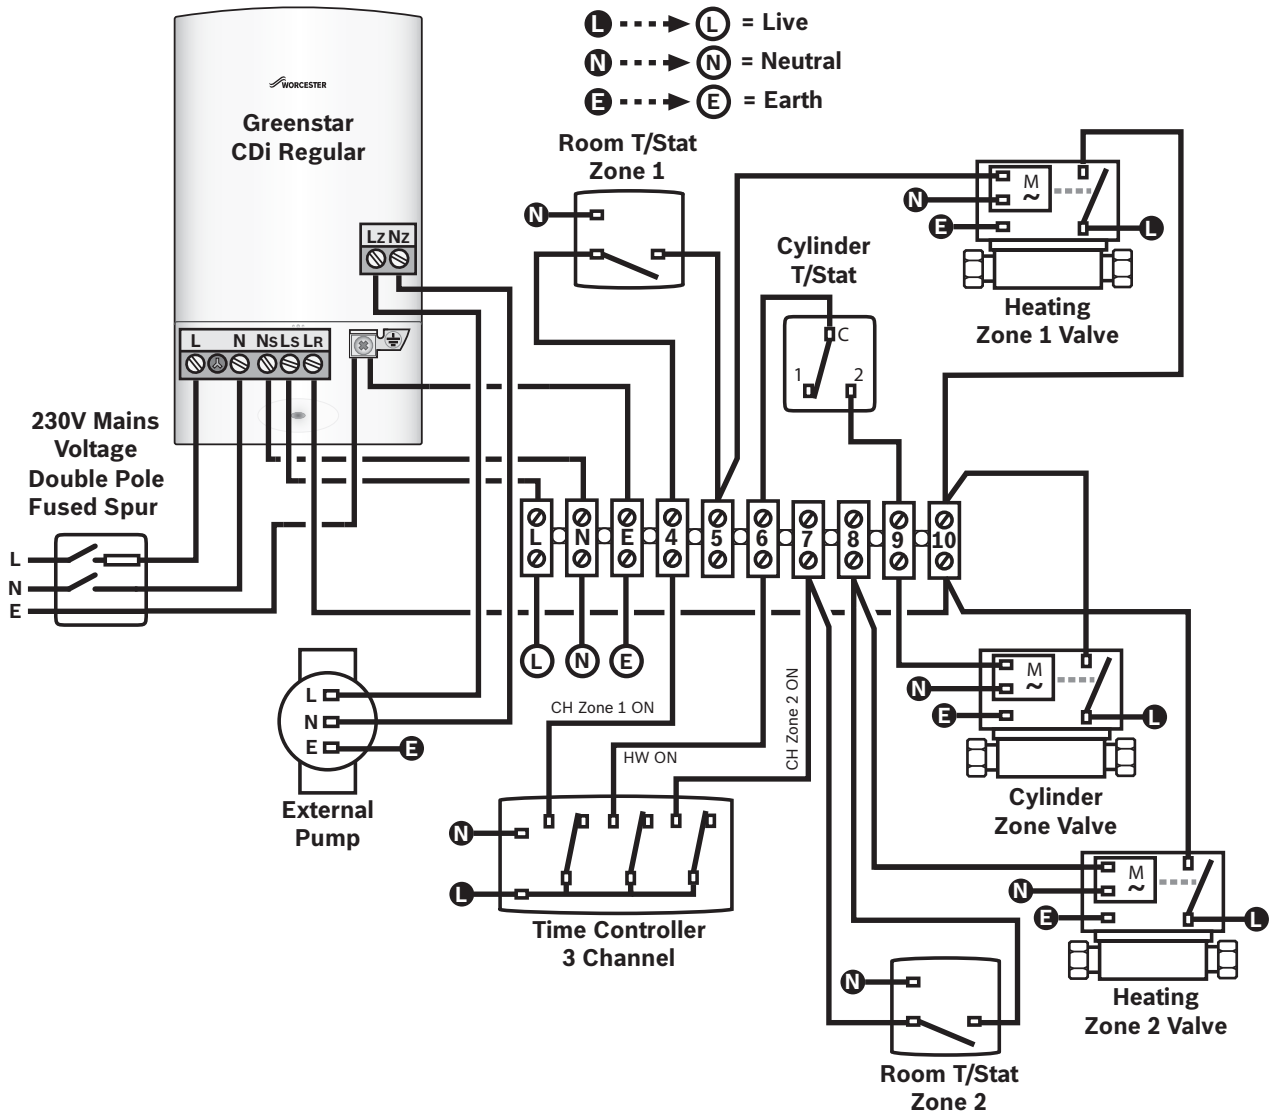 L L = Live
N N = Neutral
E E = Earth
WORCESTER
Greenstar
CDi Regular
LZ NZ
L N NS LS LR
Room T/Stat
Zone 1
N
Cylinder
T/Stat
C
1 2
M
~
N
E
L
Heating
Zone 1 Valve
230V Mains
Voltage
Double Pole
Fused Spur
L
N
E
L N E 4 5 6 7 8 9 10
L N E
L
N
E E
External
Pump
CH Zone 1 ON
HW ON
CH Zone 2 ON
N
L
Time Controller
3 Channel
M
~
N
E
L
Cylinder
Zone Valve
M
~
N
E
L
Heating
Zone 2 Valve
N
Room T/Stat
Zone 2